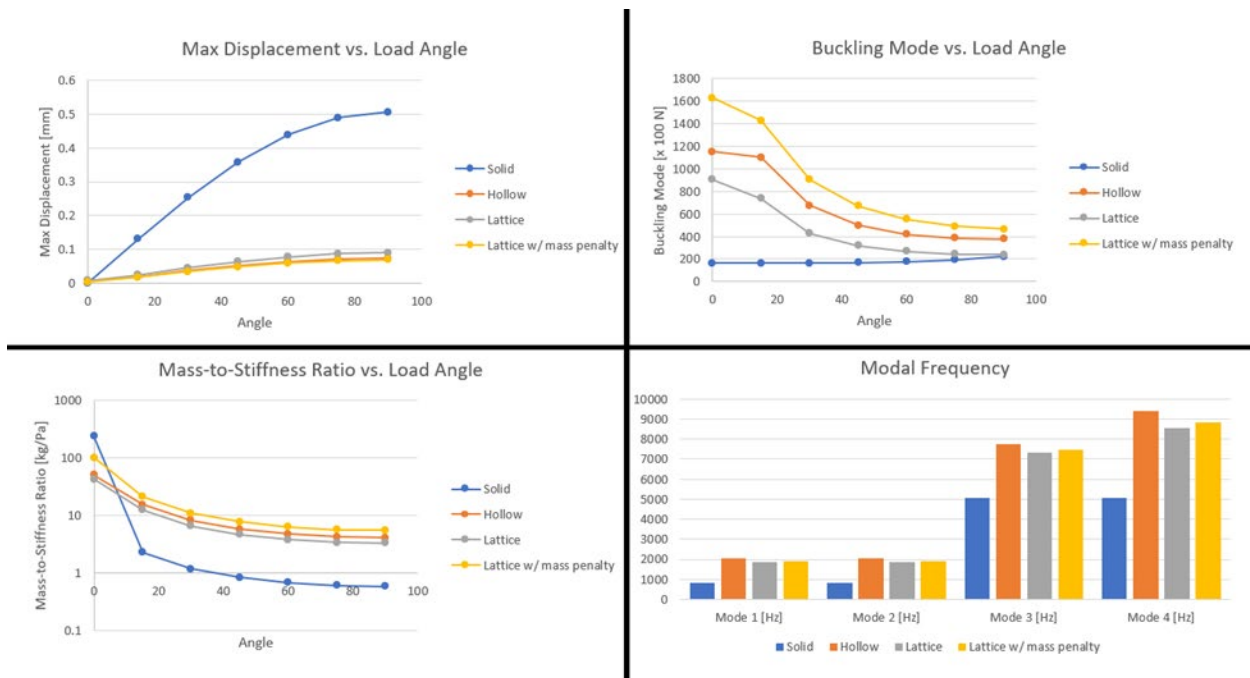 Max Displacement vs. Load Angle
Max Displacement [mm]
0.6
0.5
0.4
0.3
0.2
0.1
0
0 20 40 60 80 100
Angle
Solid
Hollow
Lattice
Lattice w/ mass penalty
Buckling Mode vs. Load Angle
Buckling Mode [x 100 N]
1800
1600
1400
1200
1000
800
600
400
200
0
0 20 40 60 80 100
Angle
Solid
Hollow
Lattice
Lattice w/ mass penalty
Mass-to-Stiffness Ratio vs. Load Angle
Mass-to-Stiffness Ratio [kg/Pa]
1000
100
10
1
0.1
0 20 40 60 80 100
Angle
Solid
Hollow
Lattice
Lattice w/ mass penalty
Modal Frequency
10000
9000
8000
7000
6000
5000
4000
3000
2000
1000
0
Mode 1 [Hz] Mode 2 [Hz] Mode 3 [Hz] Mode 4 [Hz]
Solid Hollow Lattice Lattice w/ mass penalty